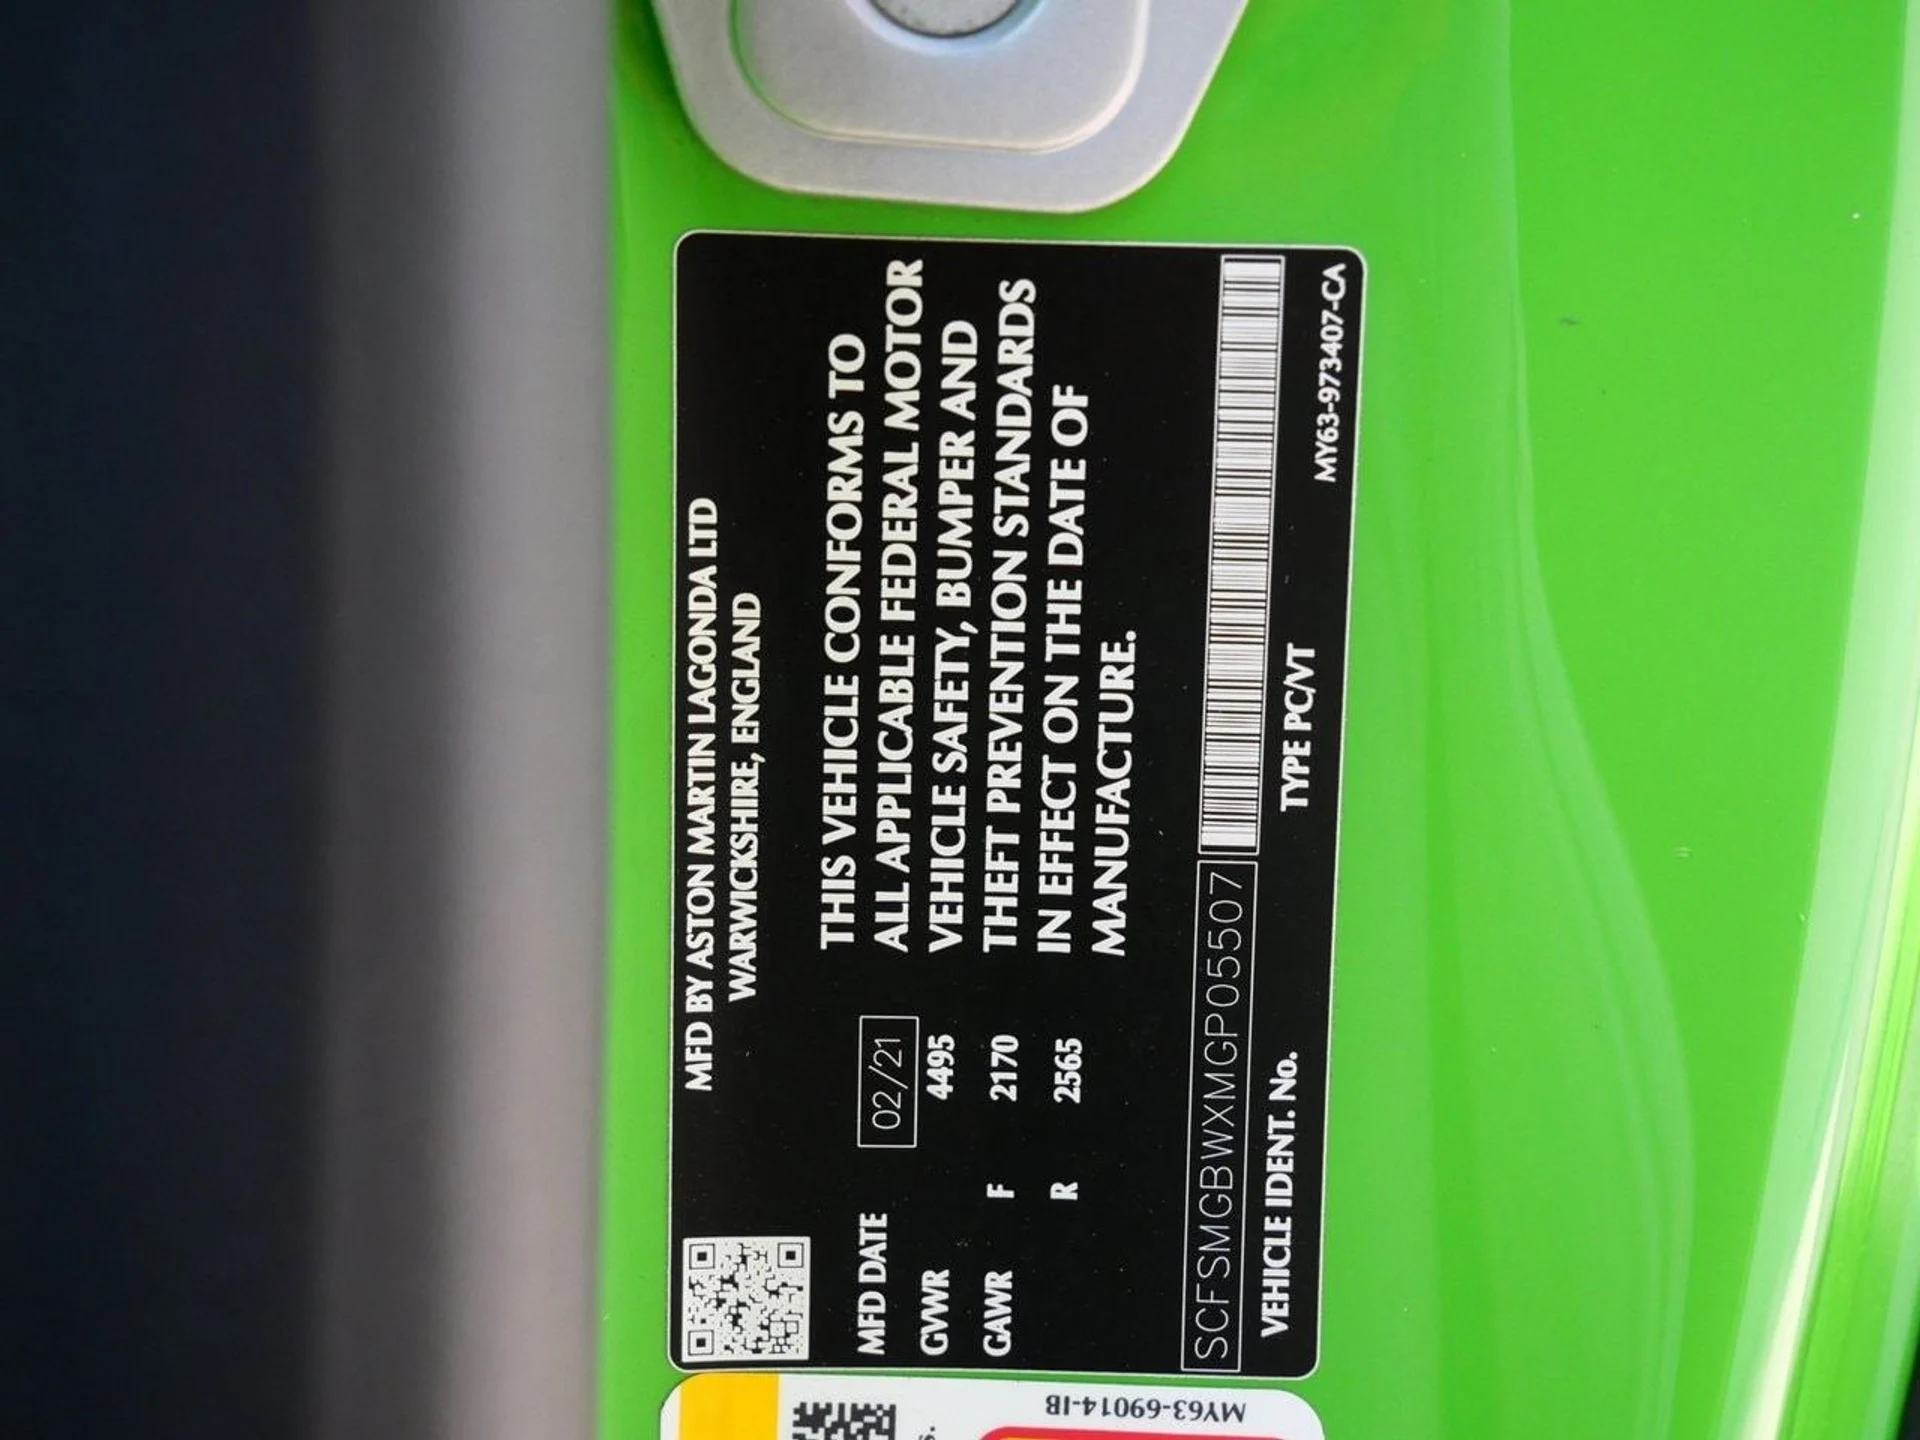 MFD BY ASTON MARTIN LAGONDA LTD
WARWICKSHIRE, ENGLAND
MFD DATE 02/21
GVWR 4495
GAWR F 2170
R 2565
THIS VEHICLE CONFORMS TO
ALL APPLICABLE FEDERAL MOTOR
VEHICLE SAFETY, BUMPER AND
THEFT PREVENTION STANDARDS
IN EFFECT ON THE DATE OF
MANUFACTURE.
SCFSMGBWXMGP05507
VEHICLE IDENT. No. TYPE PC/VT
MY63-973407-CA
MY63-69014-IB